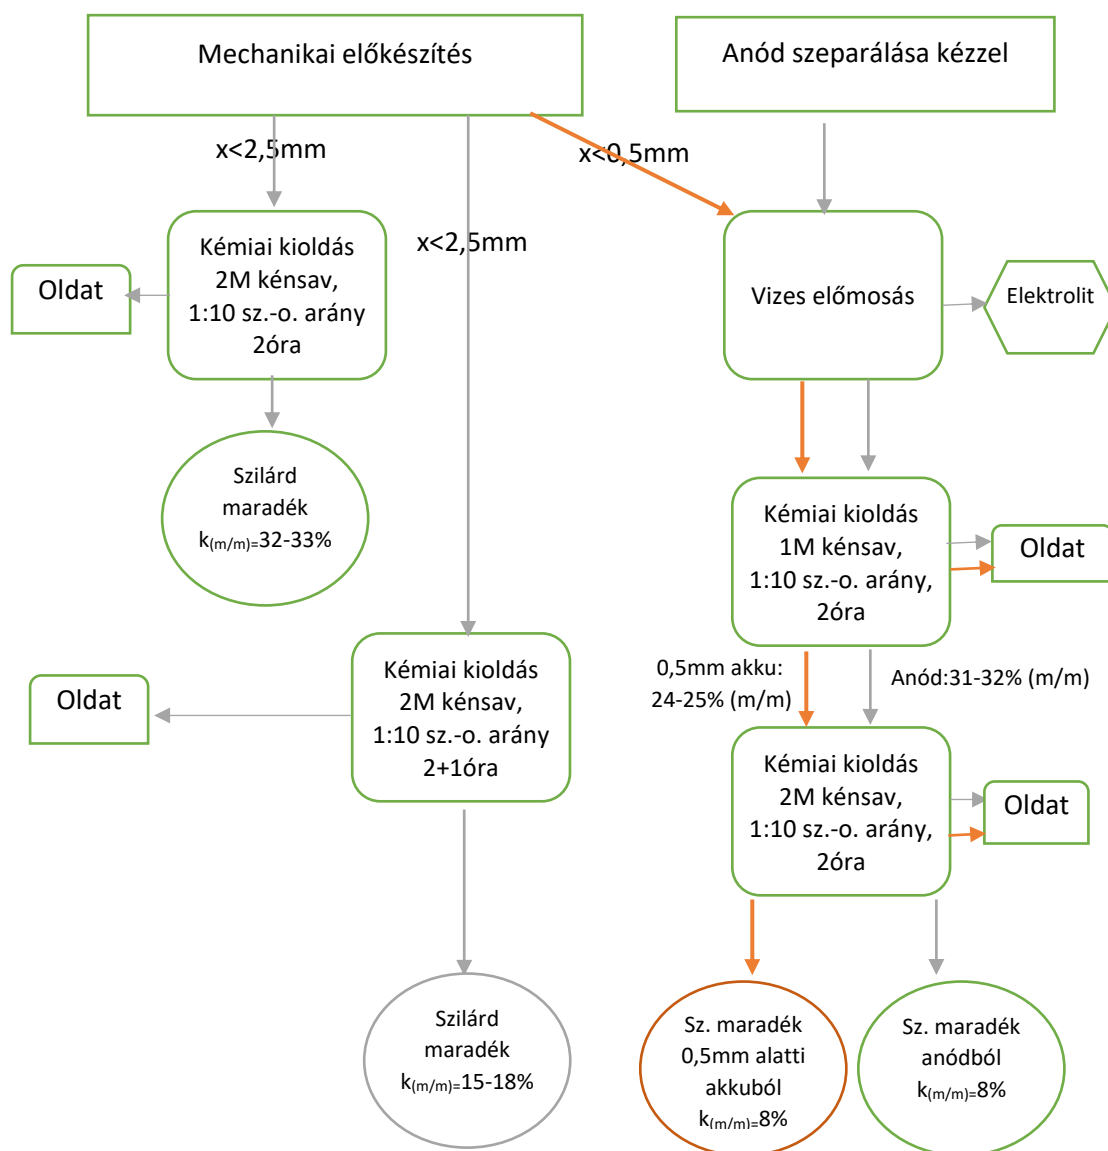 Mechanikai előkészítés
Anód szeparálása kézzel
x<2,5mm
x<0,5mm
x<2,5mm
Kémiai kioldás
2M kénsav,
1:10 sz.-o. arány
2óra
Oldat
Vizes előmosás
Elektrolit
Szilárd
maradék
k(m/m)=32-33%
Kémiai kioldás
1M kénsav,
1:10 sz.-o. arány,
2óra
Oldat
Kémiai kioldás
2M kénsav,
1:10 sz.-o. arány
2+1óra
Oldat
0,5mm akku:
24-25% (m/m)
Anód:31-32% (m/m)
Kémiai kioldás
2M kénsav,
1:10 sz.-o. arány,
2óra
Oldat
Szilárd
maradék
k(m/m)=15-18%
Sz. maradék
0,5mm alatti
akkuból
k(m/m)=8%
Sz. maradék
anódból
k(m/m)=8%